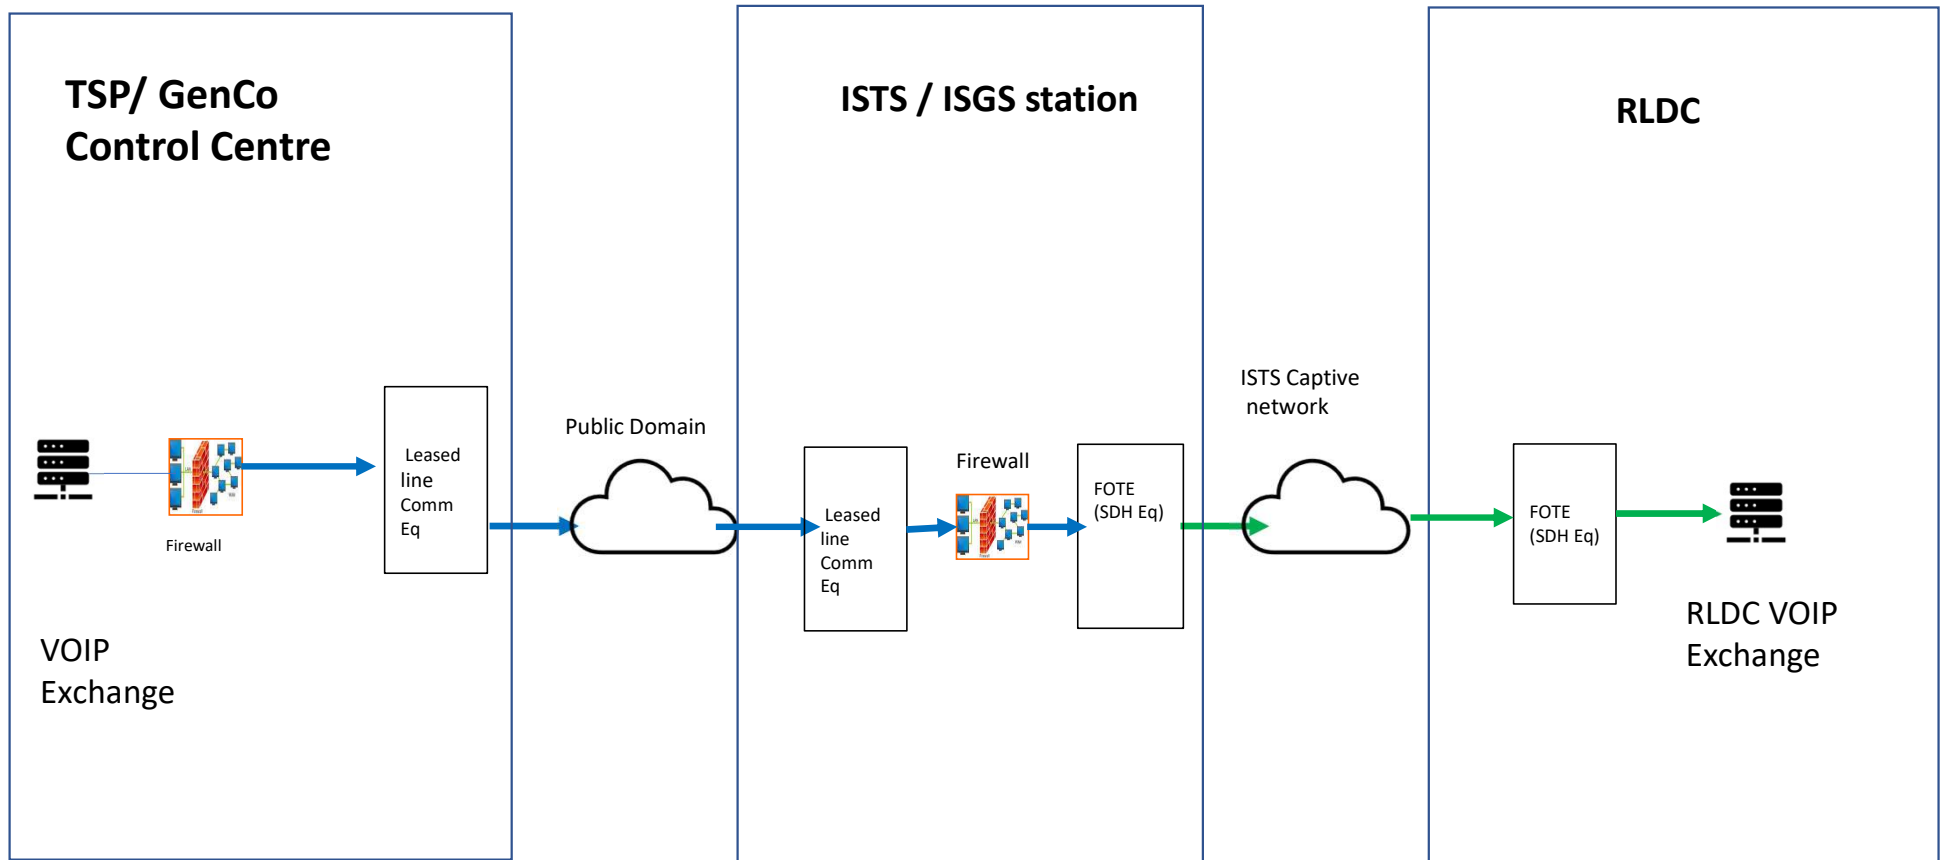 TSP/ GenCo
Control Centre
ISTS / ISGS station
RLDC
ISTS Captive
network
Public Domain
Leased
line
Comm
Eq
Firewall
VOIP
Exchange
Leased
line
Comm
Eq
Firewall
FOTE
(SDH Eq)
FOTE
(SDH Eq)
RLDC VOIP
Exchange